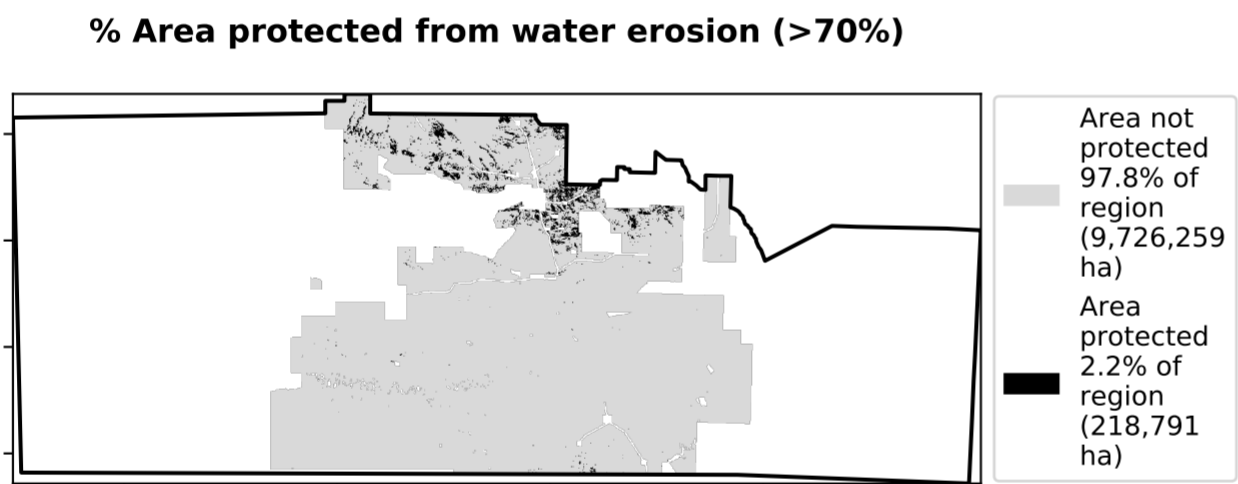 % Area protected from water erosion (>70%)
Area not
protected
97.8% of
region
(9,726,259
ha)
Area
protected
2.2% of
region
(218,791
ha)